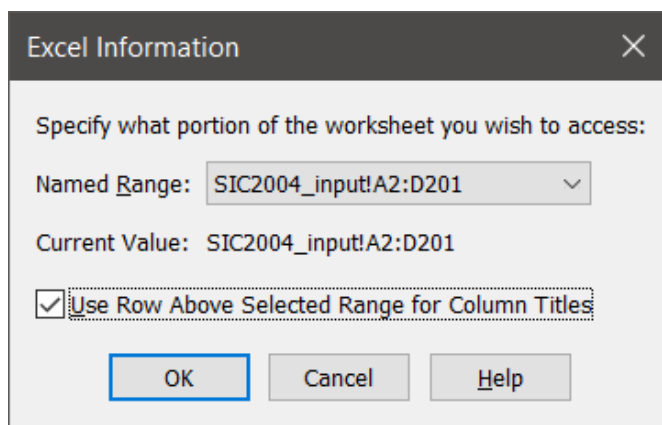 Excel Information
Specify what portion of the worksheet you wish to access:
Named Range: SIC2004_input!A2:D201
Current Value: SIC2004_input!A2:D201
Use Row Above Selected Range for Column Titles
OK Cancel Help